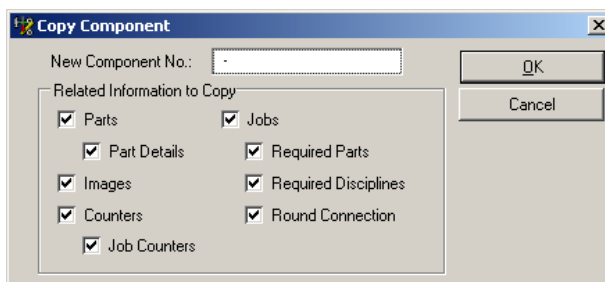 Copy Component
New Component No.: -
OK
Cancel
Related Information to Copy
Parts
Part Details
Images
Counters
Job Counters
Jobs
Required Parts
Required Disciplines
Round Connection